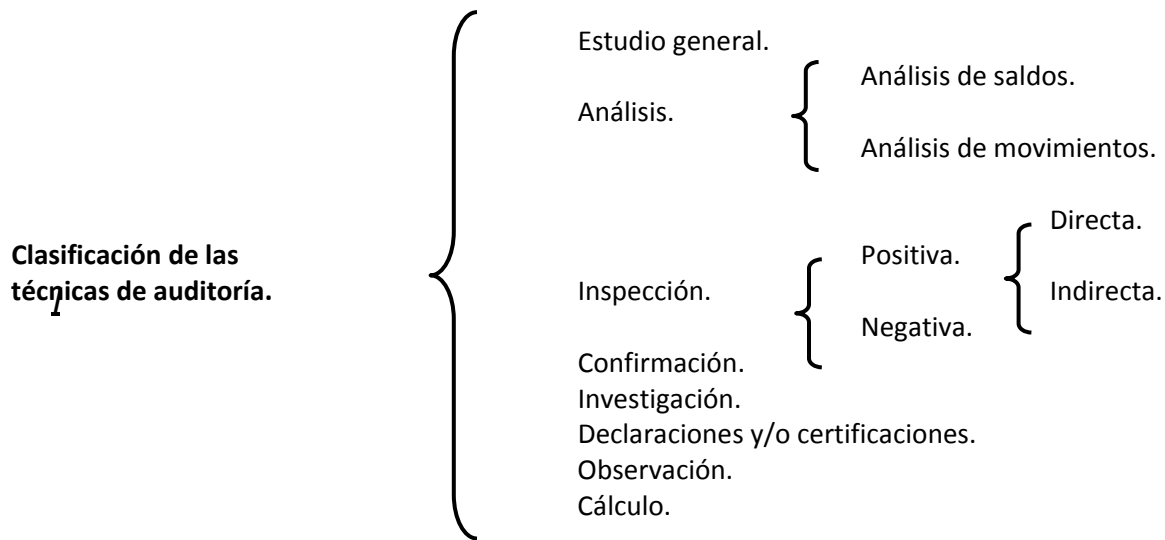 Clasificación de las
técnicas de auditoría.
Estudio general.
Análisis.
Análisis de saldos.
Análisis de movimientos.
Inspección.
Positiva.
Directa.
Indirecta.
Negativa.
Confirmación.
Investigación.
Declaraciones y/o certificaciones.
Observación.
Cálculo.